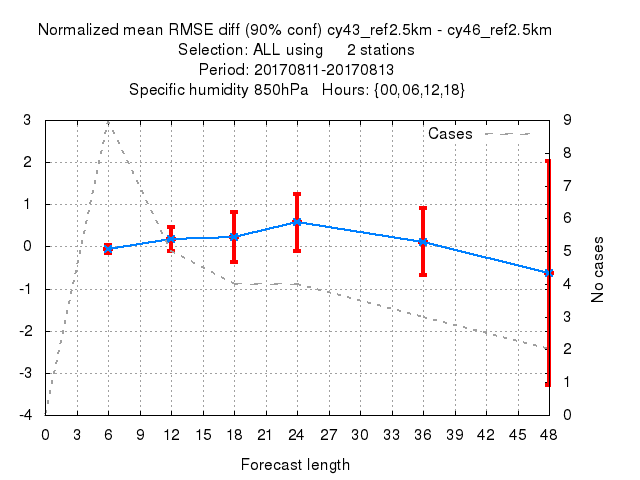 Normalized mean RMSE diff (90% conf) cy43_ref2.5km - cy46_ref2.5km
Selection: ALL using 2 stations
Period: 20170811-20170813
Specific humidity 850hPa Hours: {00,06,12,18}
Cases
3
2
1
0
-1
-2
-3
-4
9
8
7
6
5
4
3
2
1
0
No cases
0 3 6 9 12 15 18 21 24 27 30 33 36 39 42 45 48
Forecast length